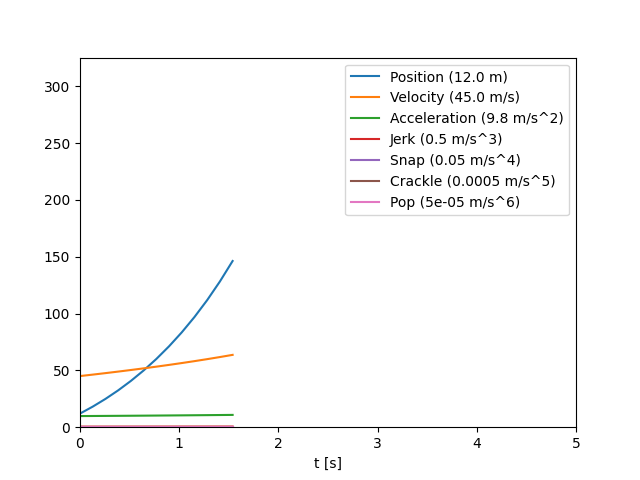 300
250
200
150
100
50
0
Position (12.0 m)
Velocity (45.0 m/s)
Acceleration (9.8 m/s^2)
Jerk (0.5 m/s^3)
Snap (0.05 m/s^4)
Crackle (0.0005 m/s^5)
Pop (5e-05 m/s^6)
0 1 2 3 4 5
t [s]